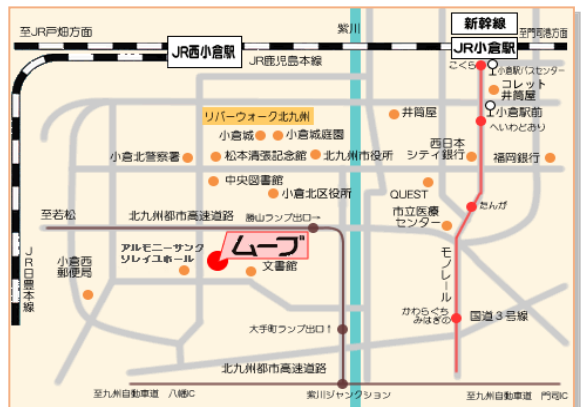 新幹線
至JR戸畑方面
紫川
至門司港方面
JR西小倉駅
JR小倉駅
JR鹿児島本線
こくら
小倉駅バスセンター
コレット
井筒屋
リバーウォーク北九州
井筒屋
小倉駅前
へいわどおり
小倉城
小倉城庭園
小倉北警察署
松本清張記念館
北九州市役所
西日本
シティ銀行
福岡銀行
中央図書館
小倉北区役所
QUEST
至若松
北九州都市高速道路
勝山ランプ出口→
市立医療
センター
たんが
アルモニーサンク
ソレイユホール
ムーブ
文書館
小倉西
郵便局
JR日豊本線
モノレール
かわらぐち
みはぎの
国道3号線
大手町ランプ出口↑
北九州都市高速道路
至九州自動車道 八幡IC
紫川ジャンクション
至九州自動車道 門司IC